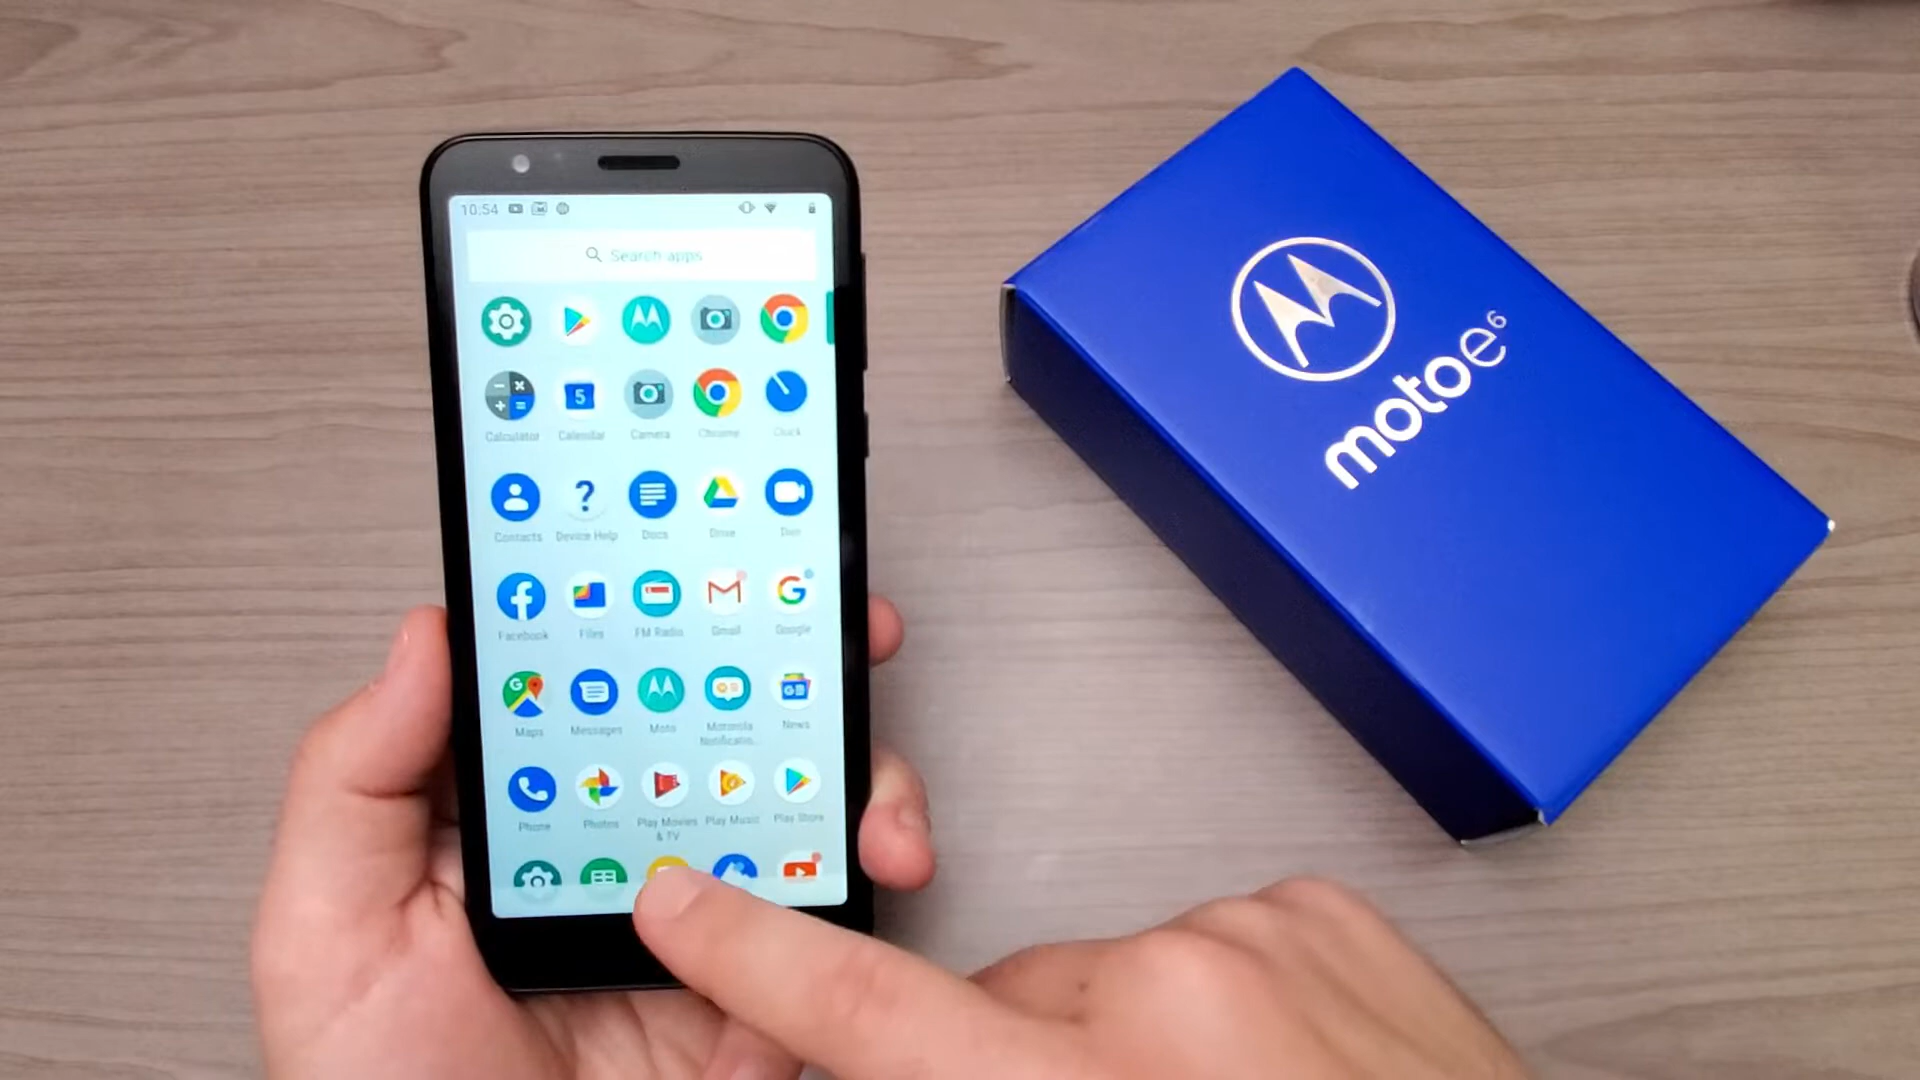 10:54
Search apps
Calculator
Calendar
Camera
Chrome
Clock
5
Contacts
Device Help
Docs
Drive
Duo
Facebook
Files
FM Radio
Gmail
Google
Maps
Messages
Moto
Motorola
Notificatio...
News
Phone
Photos
Play Movies
& TV
Play Music
Play Store
moto e6